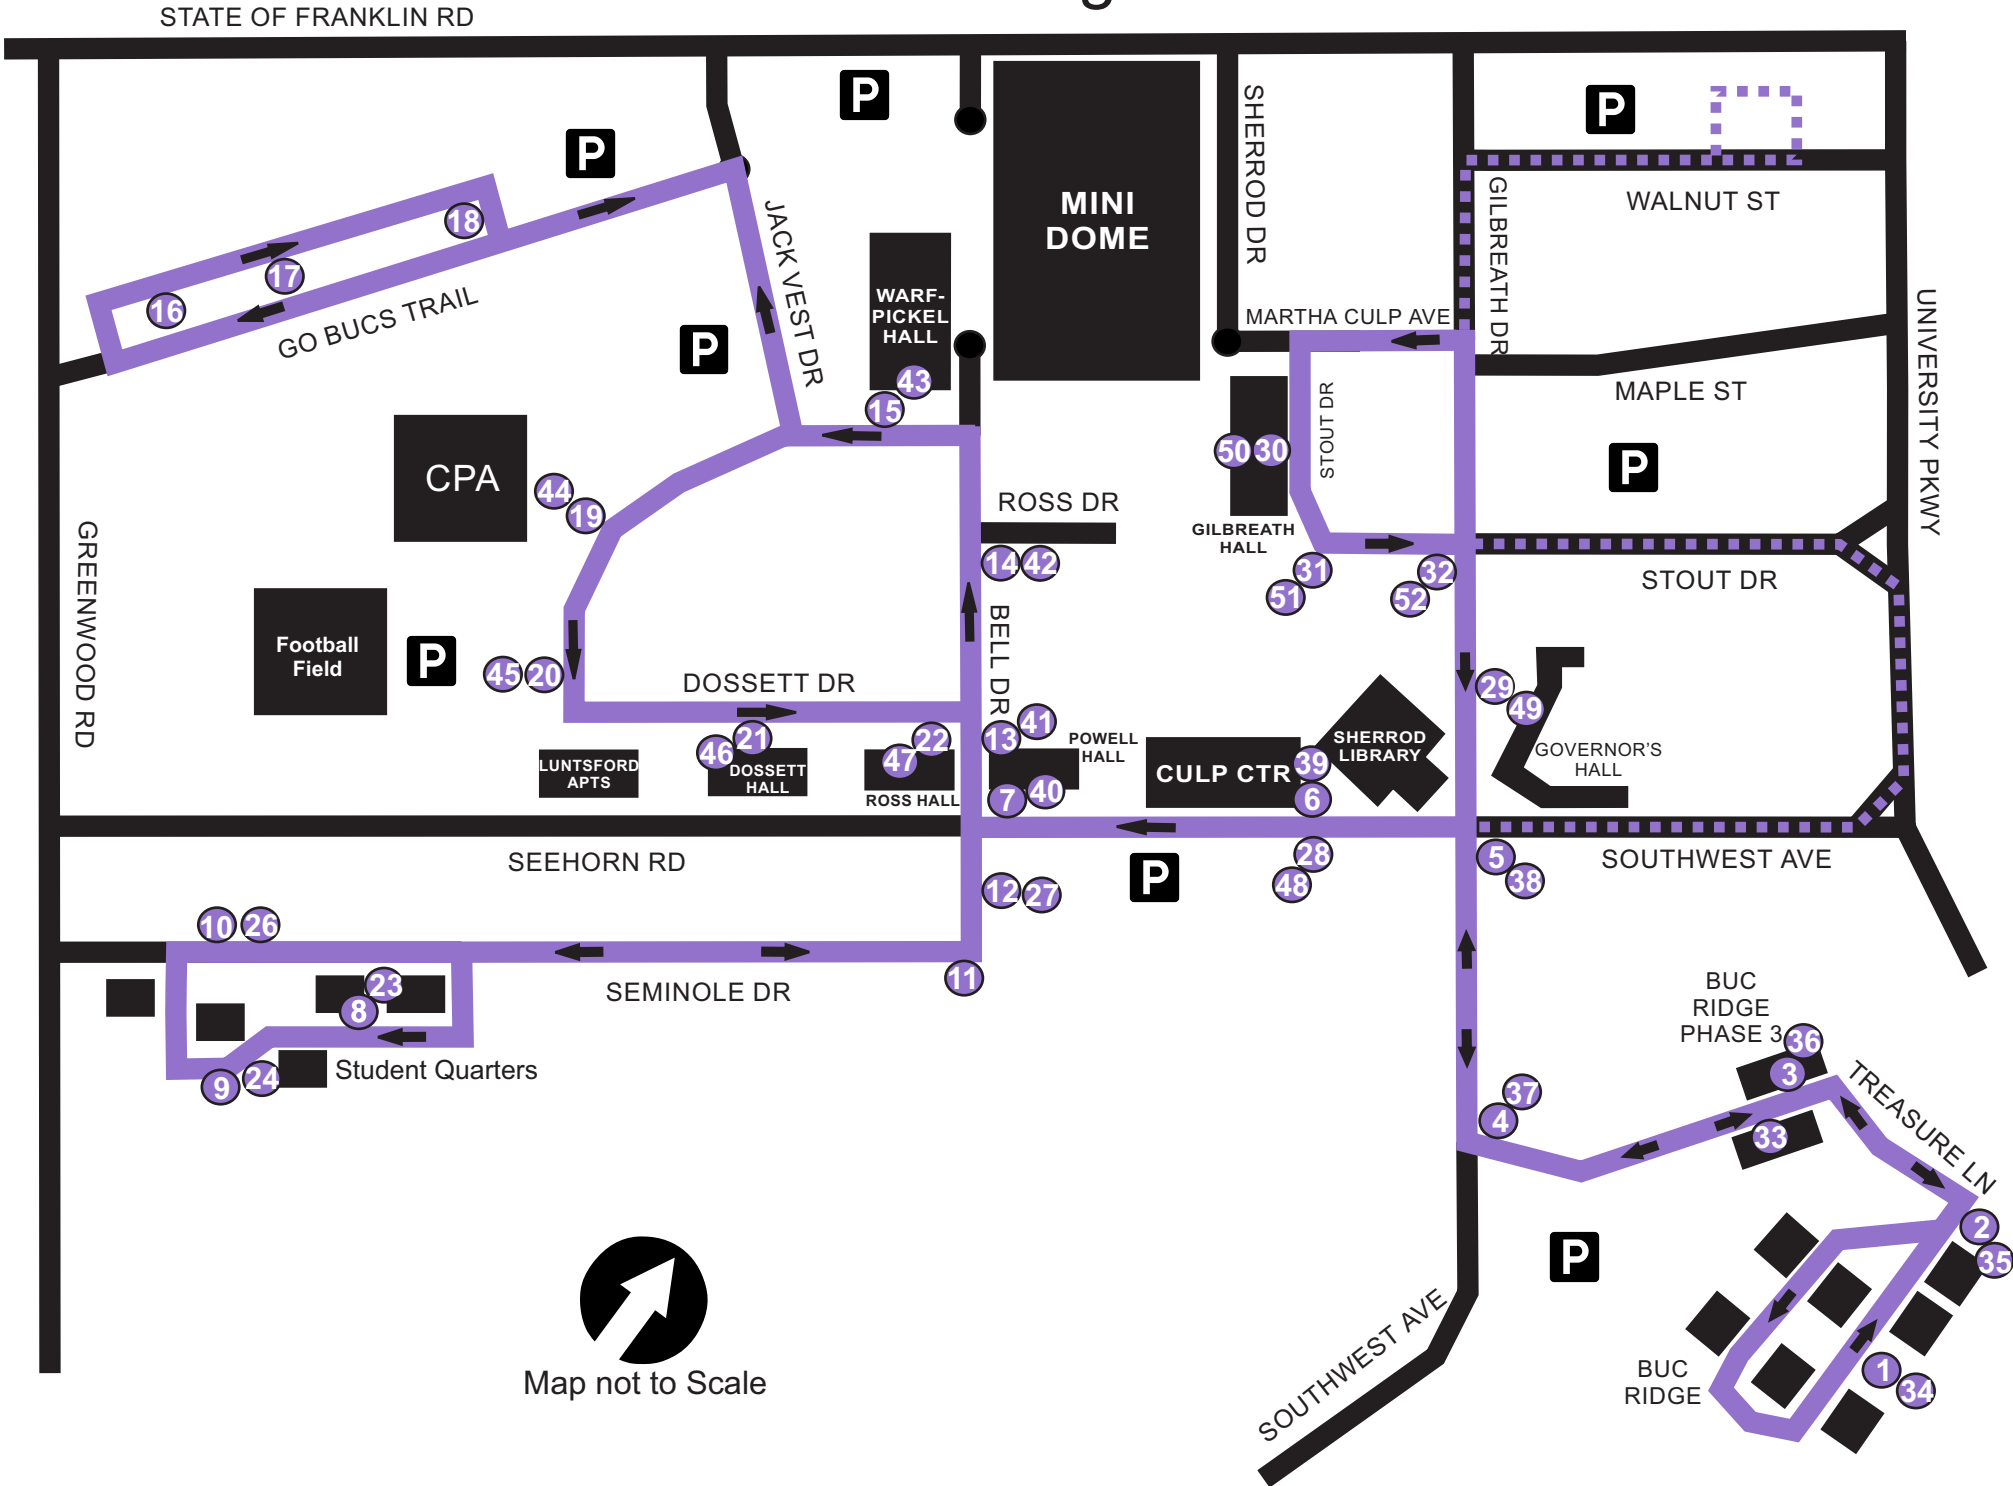 STATE OF FRANKLIN RD
g
P
P
P
SHERROD DR
MINI
DOME
GILBREATH DR
WALNUT ST
18
17
16
GO BUCS TRAIL
JACK VEST DR
WARF-
PICKEL
HALL
43
15
P
MARTHA CULP AVE
UNIVERSITY PKWY
MAPLE ST
STOUT DR
50
30
P
CPA
44
19
ROSS DR
GILBREATH
HALL
14
42
31
51
32
52
STOUT DR
GREENWOOD RD
Football
Field
P
45
20
DOSSETT DR
BELL DR
29
49
GOVERNOR'S
HALL
LUNTSFORD
APTS
46
21
DOSSETT
HALL
22
47
ROSS HALL
13
41
POWELL
HALL
7
40
CULP CTR
39
6
SHERROD
LIBRARY
SEEHORN RD
28
48
P
5
38
SOUTHWEST AVE
12
27
10
26
11
SEMINOLE DR
23
8
9
24
Student Quarters
BUC
RIDGE
PHASE 3
36
3
33
TREASURE LN
37
4
2
35
P
Map not to Scale
SOUTHWEST AVE
BUC
RIDGE
1
34